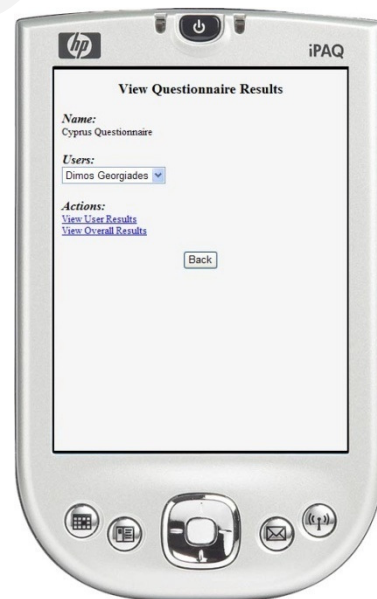 hp
iPAQ
View Questionnaire Results
Name:
Cyprus Questionnaire
Users:
Dimos Georgiades
Actions:
View User Results
View Overall Results
Back